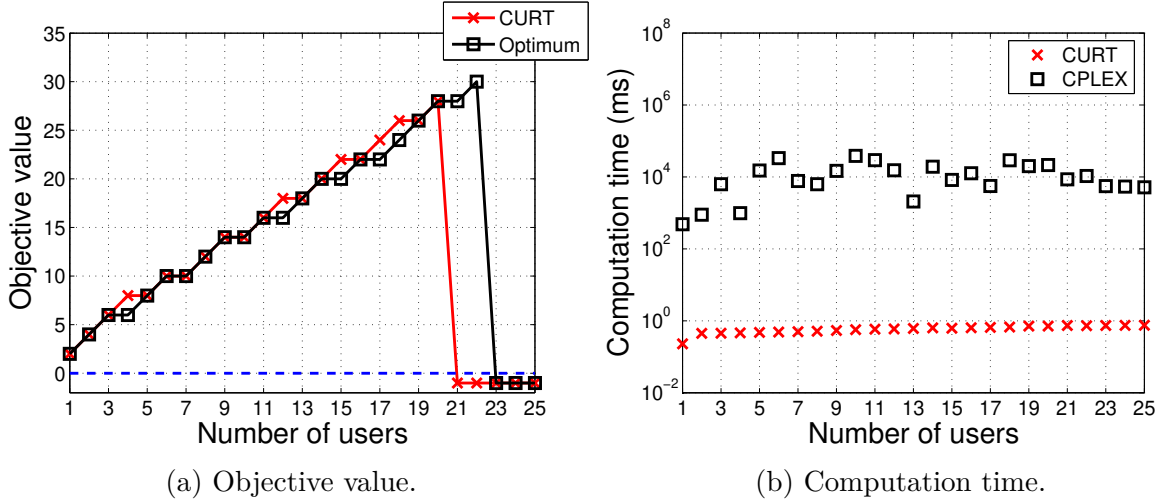 CURT
Optimum
35
30
25
20
15
10
5
0
Objective value
1 3 5 7 9 11 13 15 17 19 21 23 25
Number of users
(a) Objective value.
CURT
CPLEX
10^8
10^6
10^4
10^2
10^0
10^−2
Computation time (ms)
1 3 5 7 9 11 13 15 17 19 21 23 25
Number of users
(b) Computation time.